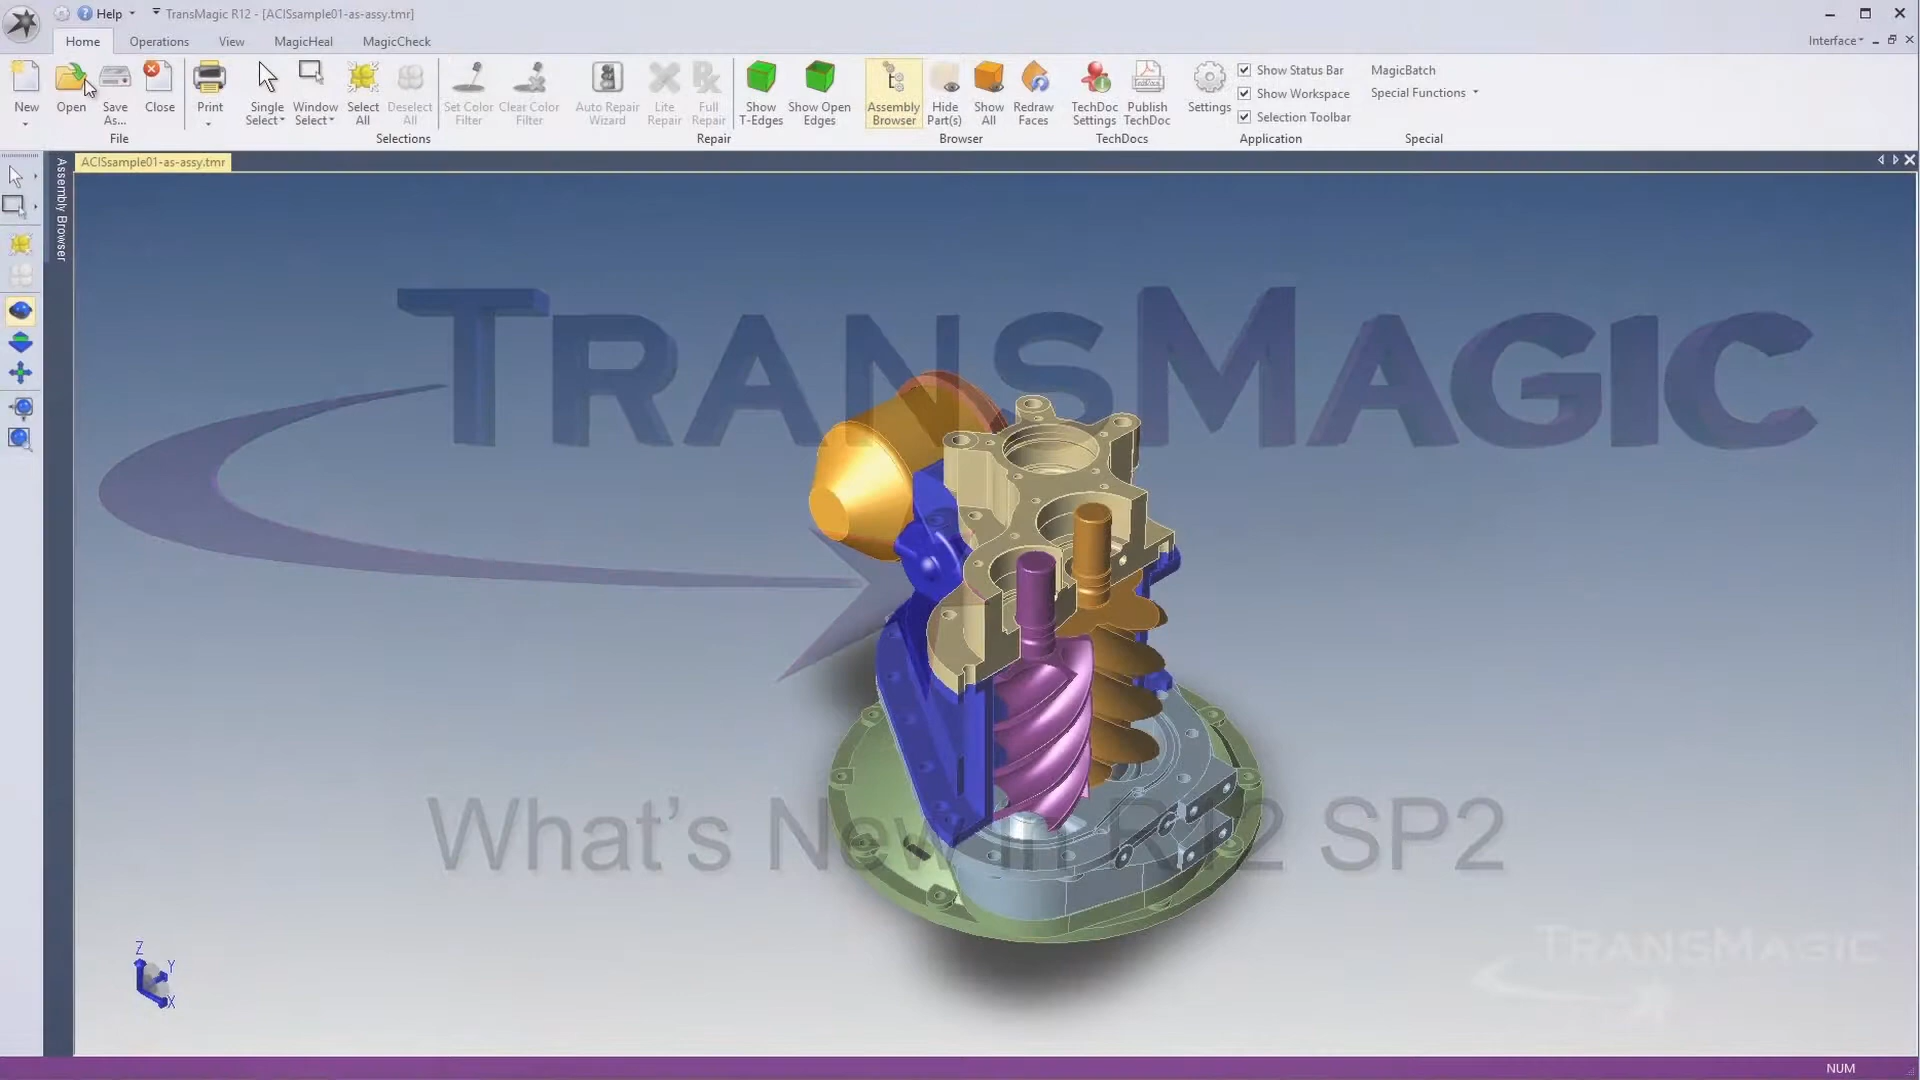 Help
TransMagic R12 - [ACISsample01-as-assy.tmr]
Home Operations View MagicHeal MagicCheck Interface
New Open Save As... Close Print Single Select Window Select Select All Deselect All Set Color Filter Clear Color Filter Auto Repair Wizard Lite Repair Full Repair Show T-Edges Show Open Edges Assembly Browser Hide Part(s) Show All Redraw Faces TechDoc Settings Publish TechDoc Settings
Show Status Bar
Show Workspace
Selection Toolbar
MagicBatch
Special Functions
File Selections Repair Browser TechDocs Application Special
ACISsample01-as-assy.tmr
Assembly Browser
TRANSMAGIC
What's New in R12 SP2
TRANSMAGIC
Z
Y
X
NUM